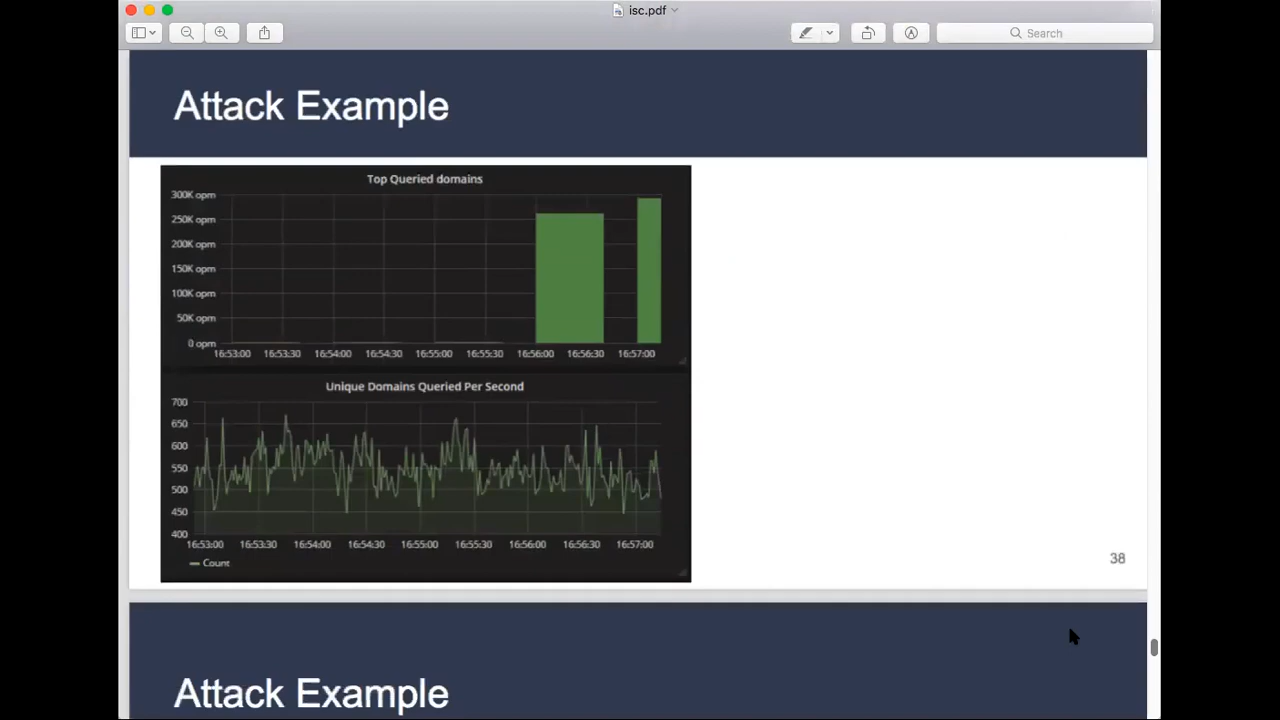 isc.pdf
Search
Attack Example
Top Queried domains
300K opm
250K opm
200K opm
150K opm
100K opm
50K opm
0 opm
16:53:00 16:53:30 16:54:00 16:54:30 16:55:00 16:55:30 16:56:00 16:56:30 16:57:00
Unique Domains Queried Per Second
700
650
600
550
500
450
400
16:53:00 16:53:30 16:54:00 16:54:30 16:55:00 16:55:30 16:56:00 16:56:30 16:57:00
Count
38
Attack Example